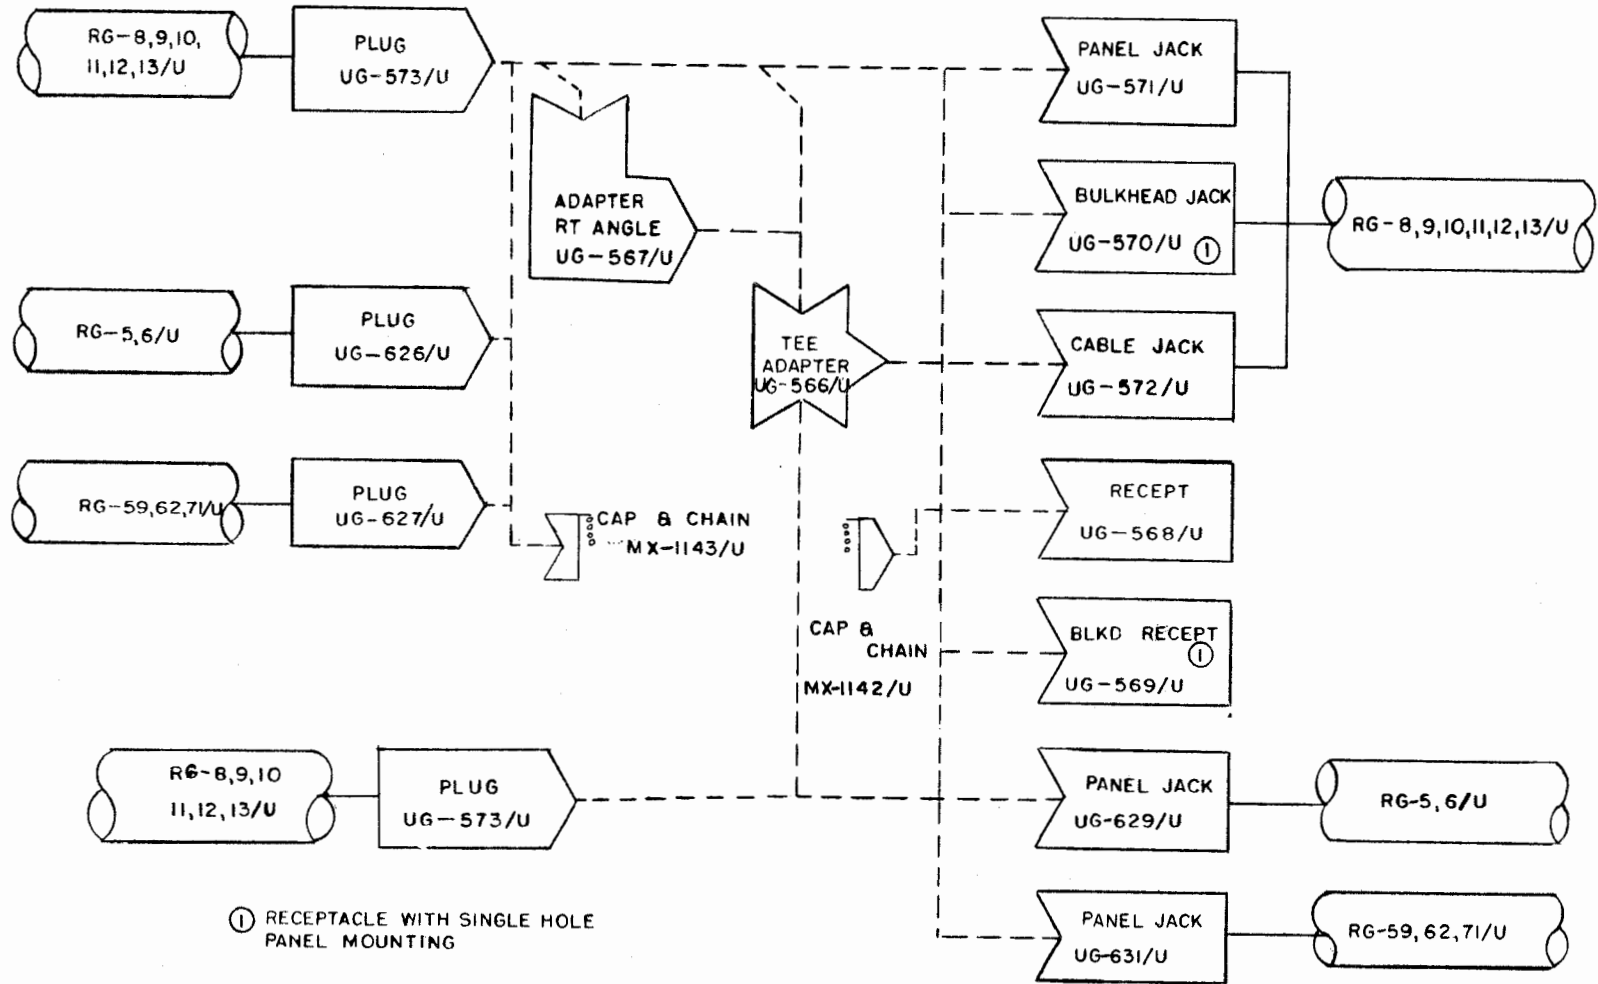 RG-8,9,10,
11,12,13/U
PLUG
UG-573/U
PANEL JACK
UG-571/U
ADAPTER
RT ANGLE
UG-567/U
BULKHEAD JACK
UG-570/U 1
RG-8,9,10,11,12,13/U
RG-5,6/U
PLUG
UG-626/U
TEE
ADAPTER
UG-566/U
CABLE JACK
UG-572/U
RG-59,62,71/U
PLUG
UG-627/U
CAP & CHAIN
MX-1143/U
RECEPT
UG-568/U
CAP &
CHAIN
MX-1142/U
BLKD RECEPT
1
UG-569/U
RG-8,9,10
11,12,13/U
PLUG
UG-573/U
PANEL JACK
UG-629/U
RG-5,6/U
1 RECEPTACLE WITH SINGLE HOLE
PANEL MOUNTING
PANEL JACK
UG-631/U
RG-59,62,71/U